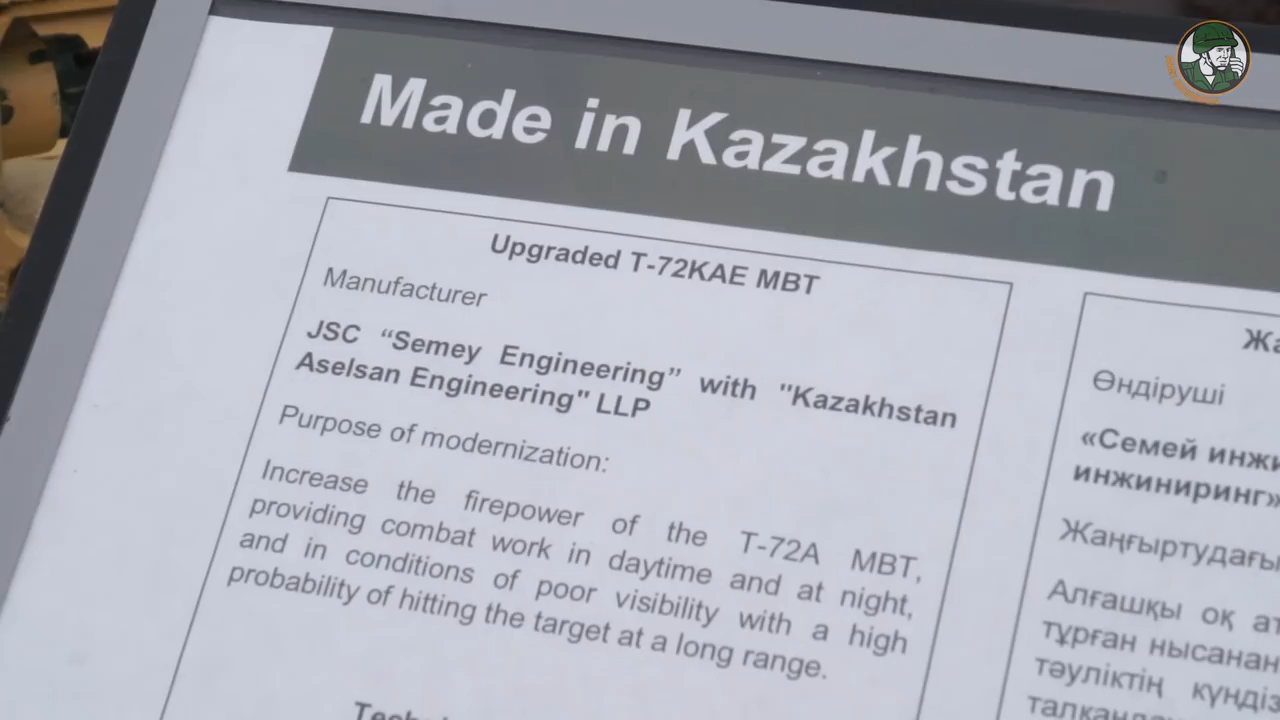 Made in Kazakhstan
Upgraded T-72KAE MBT
Manufacturer
JSC “Semey Engineering” with "Kazakhstan
Aselsan Engineering" LLP
Purpose of modernization:
Increase the firepower of the T-72A MBT,
providing combat work in daytime and at night,
and in conditions of poor visibility with a high
probability of hitting the target at a long range.
Өндіруші
«Семей
инжиниринг»
Алғашқы оқ
тұрған
тәуліктің